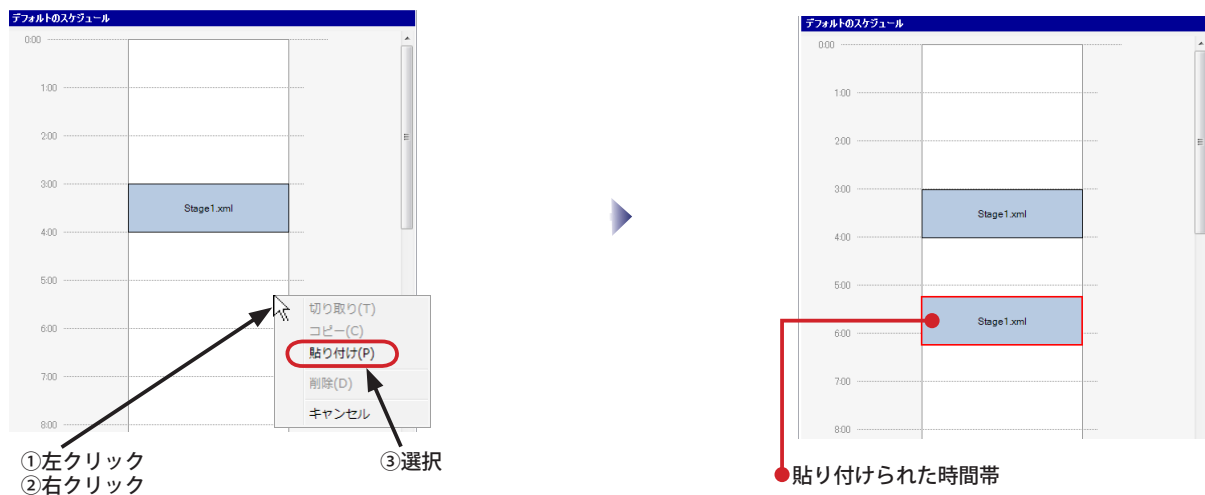 デフォルトのスケジュール
0:00
1:00
2:00
3:00
Stage1.xml
4:00
5:00
6:00
7:00
8:00
切り取り(T)
コピー(C)
貼り付け(P)
削除(D)
キャンセル
①左クリック
②右クリック
③選択
デフォルトのスケジュール
0:00
1:00
2:00
3:00
Stage1.xml
4:00
5:00
Stage1.xml
6:00
7:00
8:00
貼り付けられた時間帯